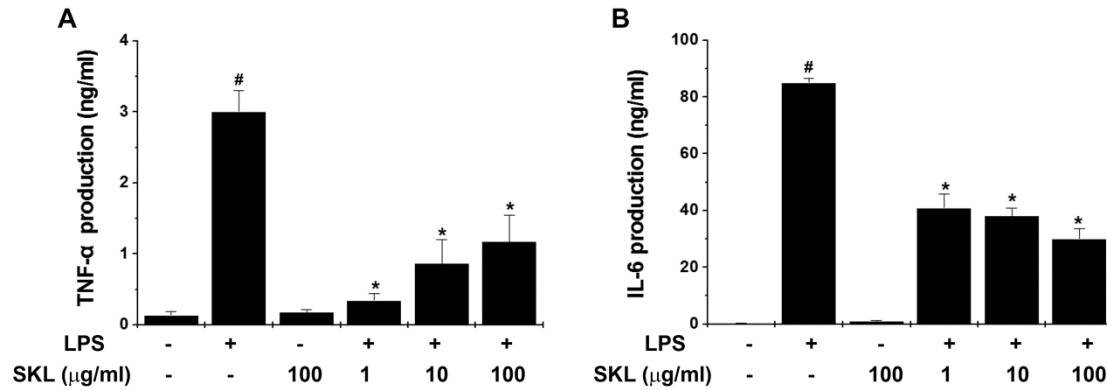 A
TNF-α production (ng/ml)
4
3
2
1
0
#
*
*
*
LPS - + - + + +
SKL (μg/ml) - - 100 1 10 100
B
IL-6 production (ng/ml)
100
80
60
40
20
0
#
*
*
*
LPS - + - + + +
SKL (μg/ml) - - 100 1 10 100